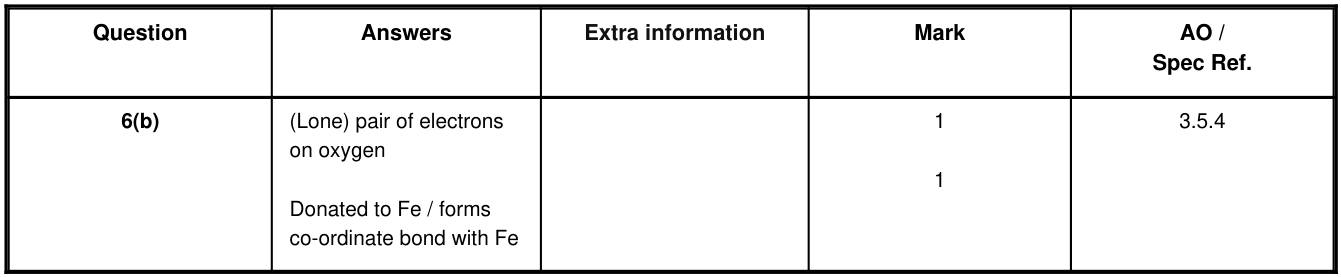 Question Answers Extra information Mark AO /
Spec Ref.
6(b) (Lone) pair of electrons 1 3.5.4
on oxygen
1
Donated to Fe / forms
co-ordinate bond with Fe